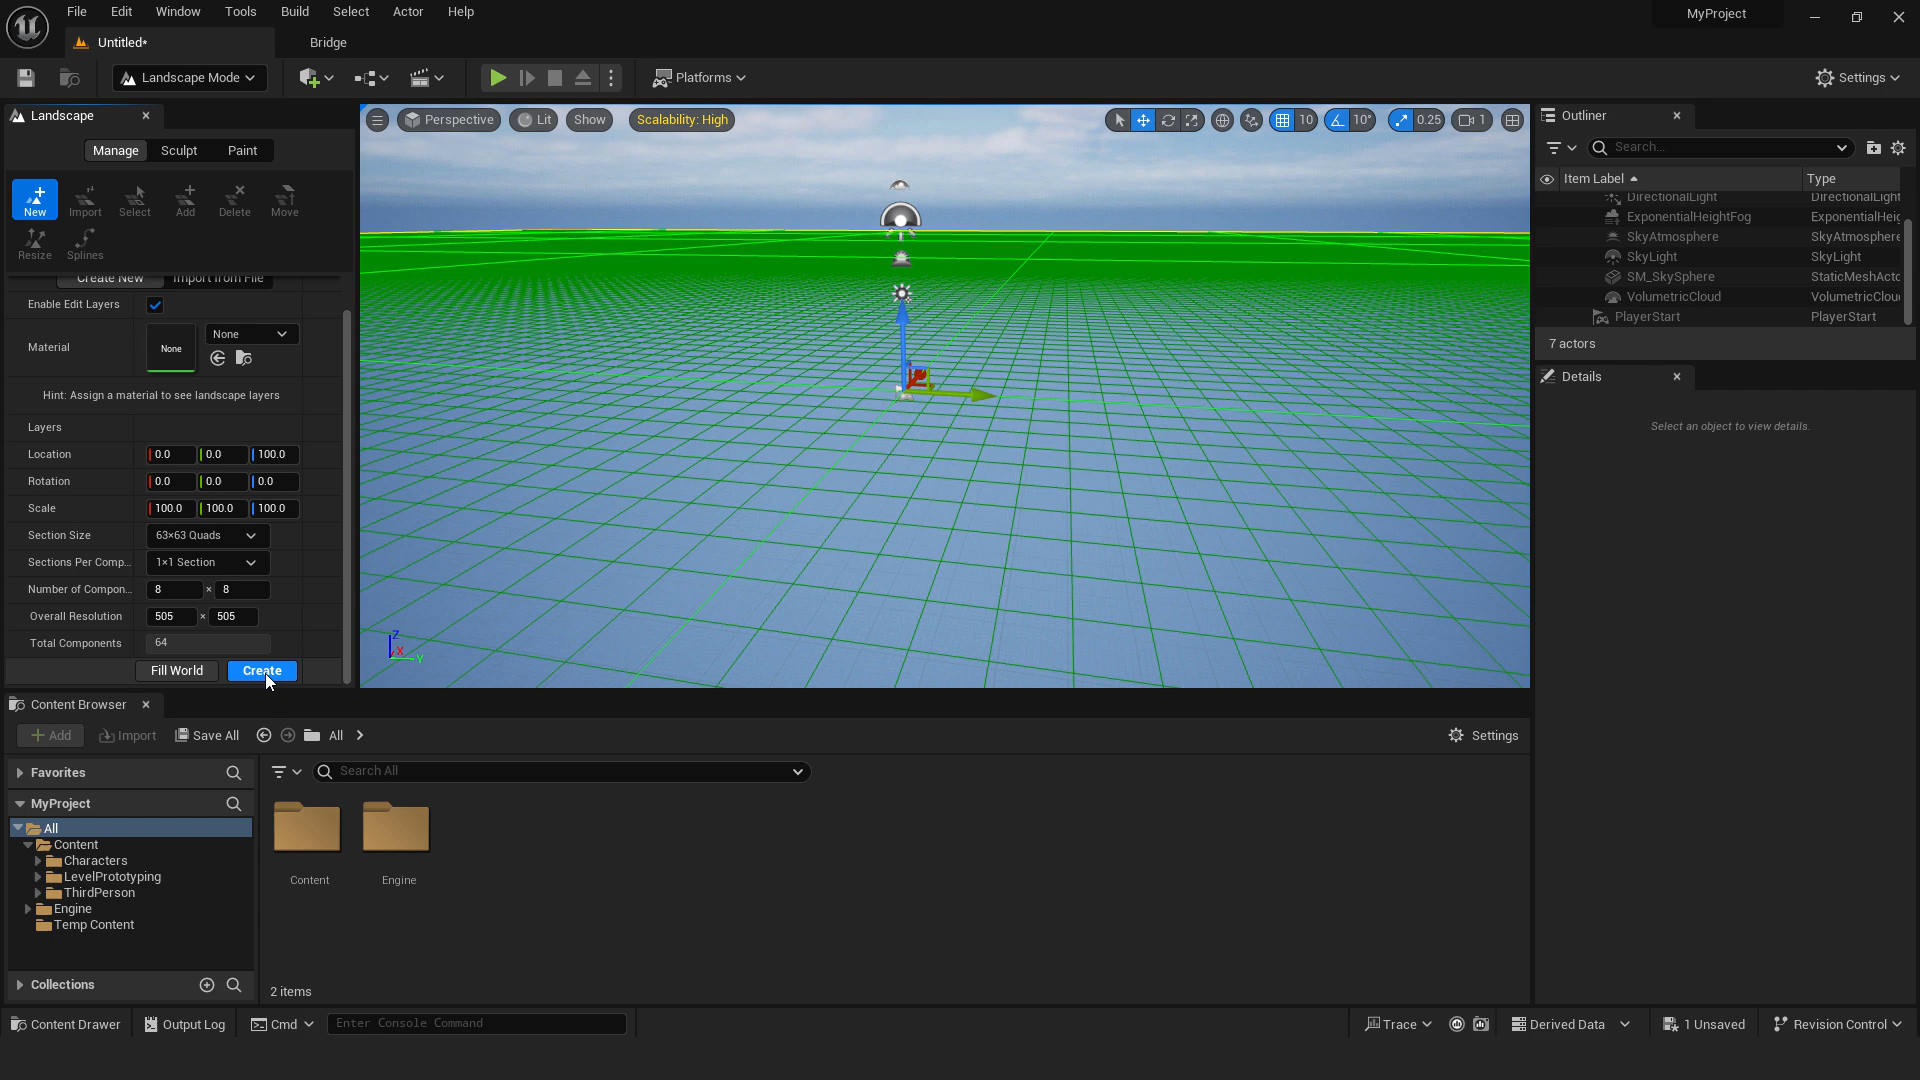 File Edit Window Tools Build Select Actor Help
MyProject
Untitled* Bridge
Landscape Mode Platforms Settings
Landscape
Manage Sculpt Paint
New Import Select Add Delete Move
Resize Splines
Create New Import from File
Enable Edit Layers
Material None None
Hint: Assign a material to see landscape layers
Layers
Location 0.0 0.0 100.0
Rotation 0.0 0.0 0.0
Scale 100.0 100.0 100.0
Section Size 63×63 Quads
Sections Per Comp... 1×1 Section
Number of Compon... 8 × 8
Overall Resolution 505 × 505
Total Components 64
Fill World Create
Perspective Lit Show Scalability: High 10 10° 0.25 1
Z
X
Y
Outliner
Search...
Item Label Type
DirectionalLight DirectionalLight
ExponentialHeightFog ExponentialHeig
SkyAtmosphere SkyAtmosphere
SkyLight SkyLight
SM_SkySphere StaticMeshActo
VolumetricCloud VolumetricClou
PlayerStart PlayerStart
7 actors
Details
Select an object to view details.
Content Browser
Add Import Save All All Settings
Favorites
MyProject
All
Content
Characters
LevelPrototyping
ThirdPerson
Engine
Temp Content
Collections
Search All
Content Engine
2 items
Content Drawer Output Log Cmd Enter Console Command Trace Derived Data 1 Unsaved Revision Control